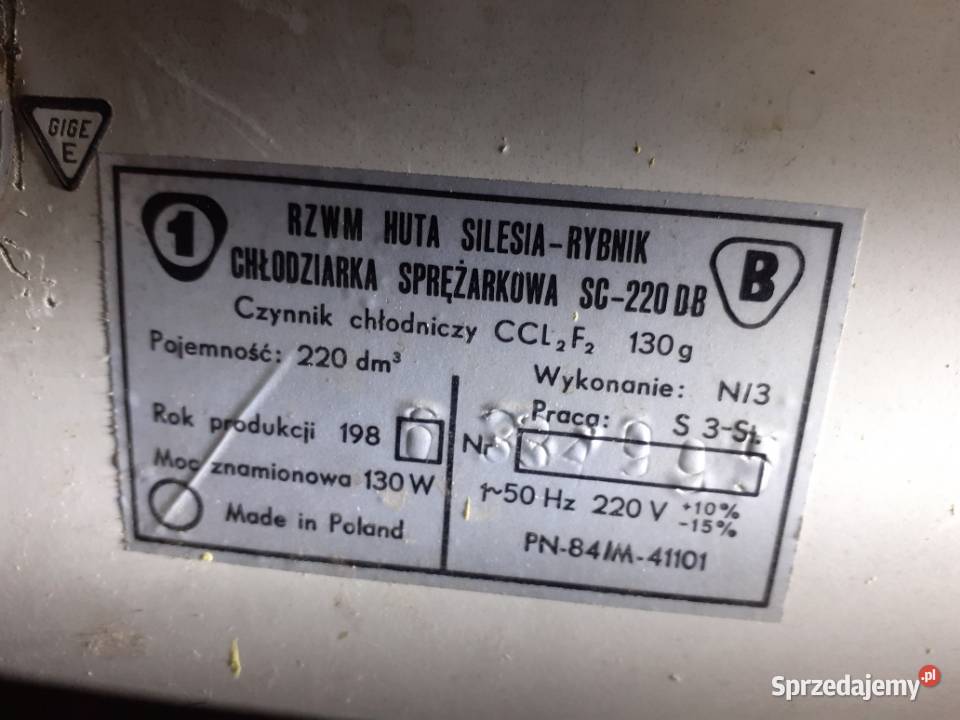 GIGE
E
1
RZWM HUTA SILESIA-RYBNIK
CHŁODZIARKA SPRĘŻARKOWA SC-220 DB
B
Czynnik chłodniczy CCL₂F₂ 130g
Pojemność: 220 dm³
Wykonanie: N/3
Praca: S 3-St.
Rok produkcji 198
Nr
Moc znamionowa 130 W
1~50 Hz 220 V +10% -15%
Made in Poland
PN-84/M-41101
Sprzedajemy.pl